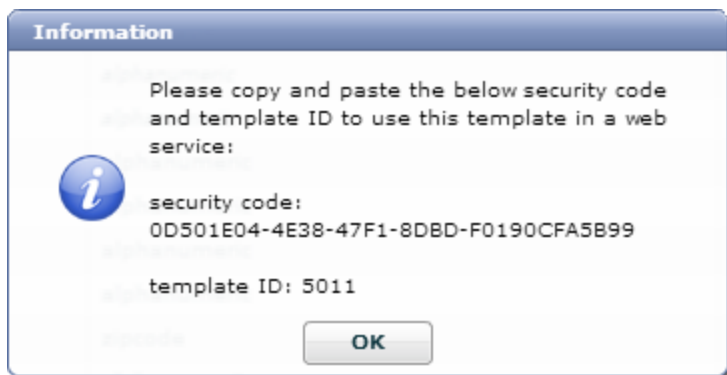 Information
Please copy and paste the below security code
and template ID to use this template in a web
service:
security code:
0D501E04-4E38-47F1-8DBD-F0190CFA5B99
template ID: 5011
OK